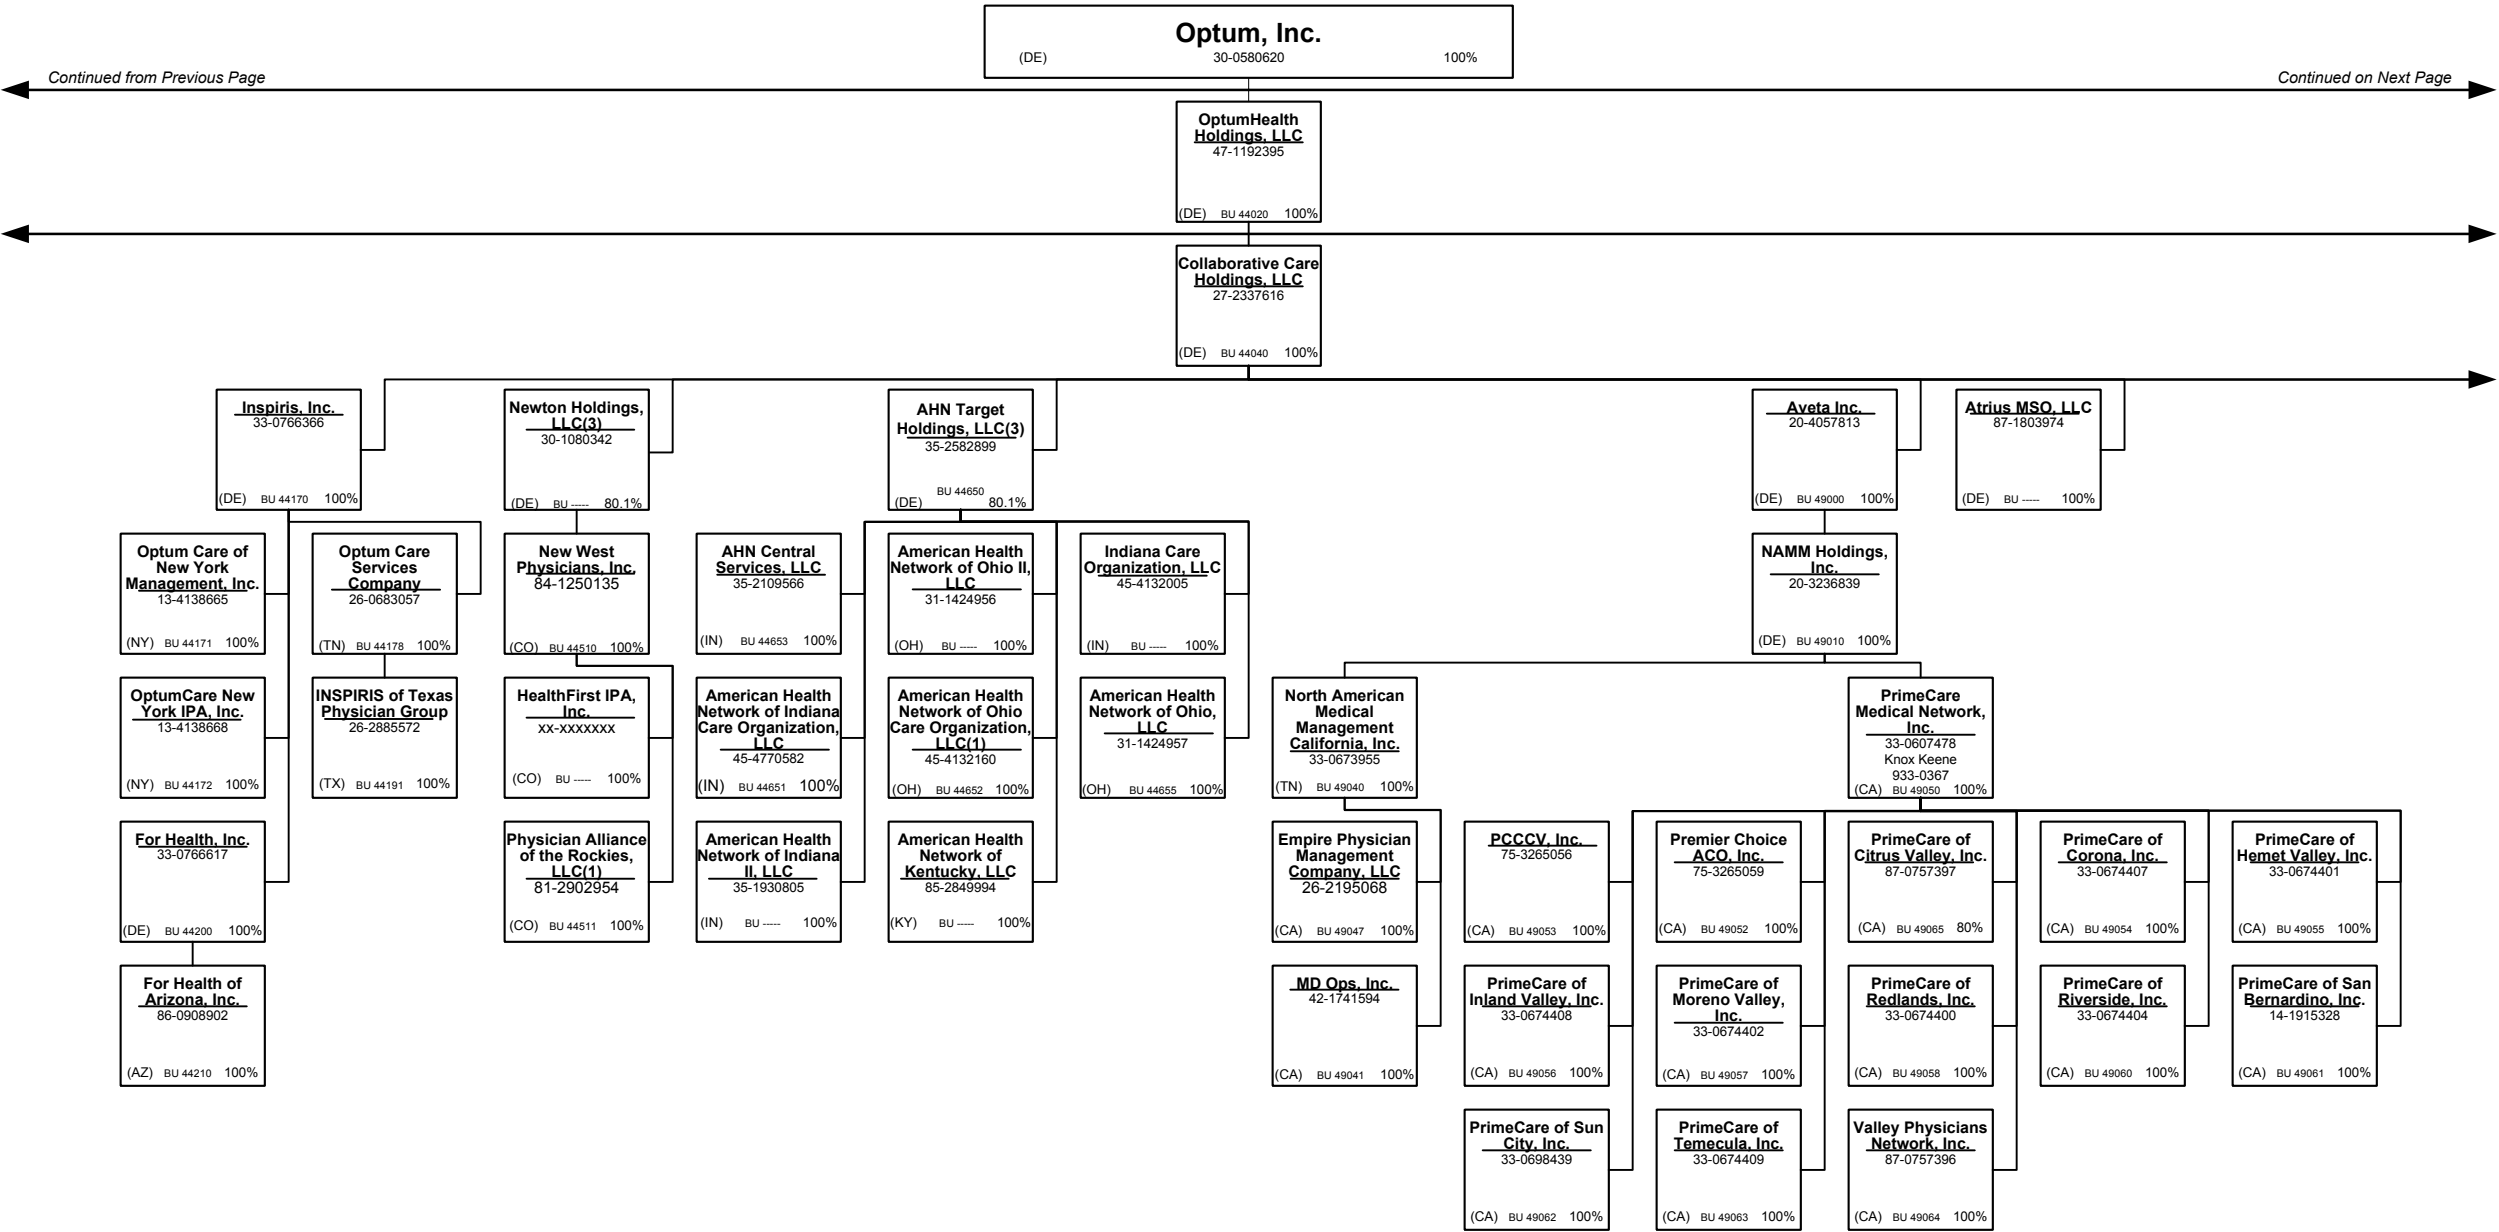 Optum, Inc.
(DE) 30-0580620 100%
Continued from Previous Page
Continued on Next Page
OptumHealth
Holdings, LLC
47-1192395
(DE) BU 44020 100%
Collaborative Care
Holdings, LLC
27-2337616
(DE) BU 44040 100%
Inspiris, Inc.
33-0766366
(DE) BU 44170 100%
Newton Holdings,
LLC(3)
30-1080342
(DE) BU ----- 80.1%
AHN Target
Holdings, LLC(3)
35-2582899
BU 44650
(DE) 80.1%
Aveta Inc.
20-4057813
(DE) BU 49000 100%
Atrius MSO, LLC
87-1803974
(DE) BU ----- 100%
Optum Care of
New York
Management, Inc.
13-4138665
(NY) BU 44171 100%
Optum Care
Services
Company
26-0683057
(TN) BU 44178 100%
New West
Physicians, Inc.
84-1250135
(CO) BU 44510 100%
AHN Central
Services, LLC
35-2109566
(IN) BU 44653 100%
American Health
Network of Ohio II,
LLC
31-1424956
(OH) BU ----- 100%
Indiana Care
Organization, LLC
45-4132005
(IN) BU ----- 100%
NAMM Holdings,
Inc.
20-3236839
(DE) BU 49010 100%
OptumCare New
York IPA, Inc.
13-4138668
(NY) BU 44172 100%
INSPIRIS of Texas
Physician Group
26-2885572
(TX) BU 44191 100%
HealthFirst IPA,
Inc.
xx-xxxxxxx
(CO) BU ----- 100%
American Health
Network of Indiana
Care Organization,
LLC
45-4770582
(IN) BU 44651 100%
American Health
Network of Ohio
Care Organization,
LLC(1)
45-4132160
(OH) BU 44652 100%
American Health
Network of Ohio,
LLC
31-1424957
(OH) BU 44655 100%
North American
Medical
Management
California, Inc.
33-0673955
(TN) BU 49040 100%
PrimeCare
Medical Network,
Inc.
33-0607478
Knox Keene
933-0367
(CA) BU 49050 100%
For Health, Inc.
33-0766617
(DE) BU 44200 100%
Physician Alliance
of the Rockies,
LLC(1)
81-2902954
(CO) BU 44511 100%
American Health
Network of Indiana
II, LLC
35-1930805
(IN) BU ----- 100%
American Health
Network of
Kentucky, LLC
85-2849994
(KY) BU ----- 100%
Empire Physician
Management
Company, LLC
26-2195068
(CA) BU 49047 100%
PCCCV, Inc.
75-3265056
(CA) BU 49053 100%
Premier Choice
ACO, Inc.
75-3265059
(CA) BU 49052 100%
PrimeCare of
Citrus Valley, Inc.
87-0757397
(CA) BU 49065 80%
PrimeCare of
Corona, Inc.
33-0674407
(CA) BU 49054 100%
PrimeCare of
Hemet Valley, Inc.
33-0674401
(CA) BU 49055 100%
For Health of
Arizona, Inc.
86-0908902
(AZ) BU 44210 100%
MD Ops, Inc.
42-1741594
(CA) BU 49041 100%
PrimeCare of
Inland Valley, Inc.
33-0674408
(CA) BU 49056 100%
PrimeCare of
Moreno Valley,
Inc.
33-0674402
(CA) BU 49057 100%
PrimeCare of
Redlands, Inc.
33-0674400
(CA) BU 49058 100%
PrimeCare of
Riverside, Inc.
33-0674404
(CA) BU 49060 100%
PrimeCare of San
Bernardino, Inc.
14-1915328
(CA) BU 49061 100%
PrimeCare of Sun
City, Inc.
33-0698439
(CA) BU 49062 100%
PrimeCare of
Temecula, Inc.
33-0674409
(CA) BU 49063 100%
Valley Physicians
Network, Inc.
87-0757396
(CA) BU 49064 100%